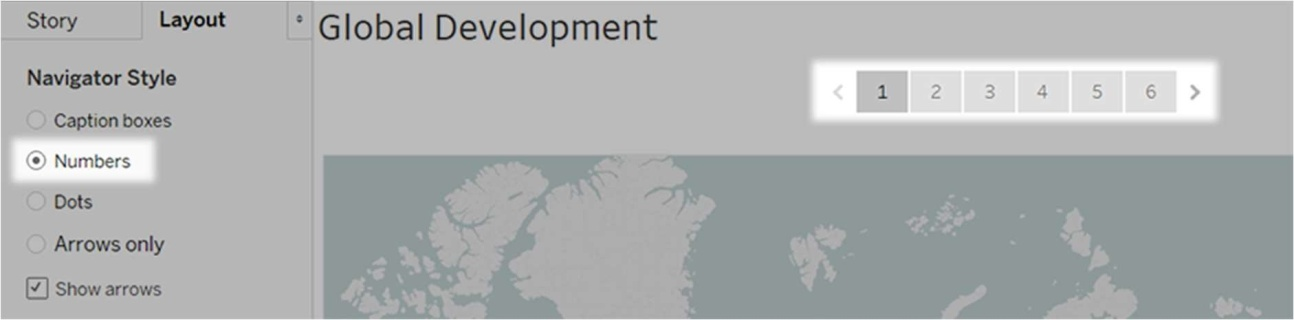 Story Layout
Global Development
Navigator Style
< 1 2 3 4 5 6 >
Caption boxes
Numbers
Dots
Arrows only
Show arrows